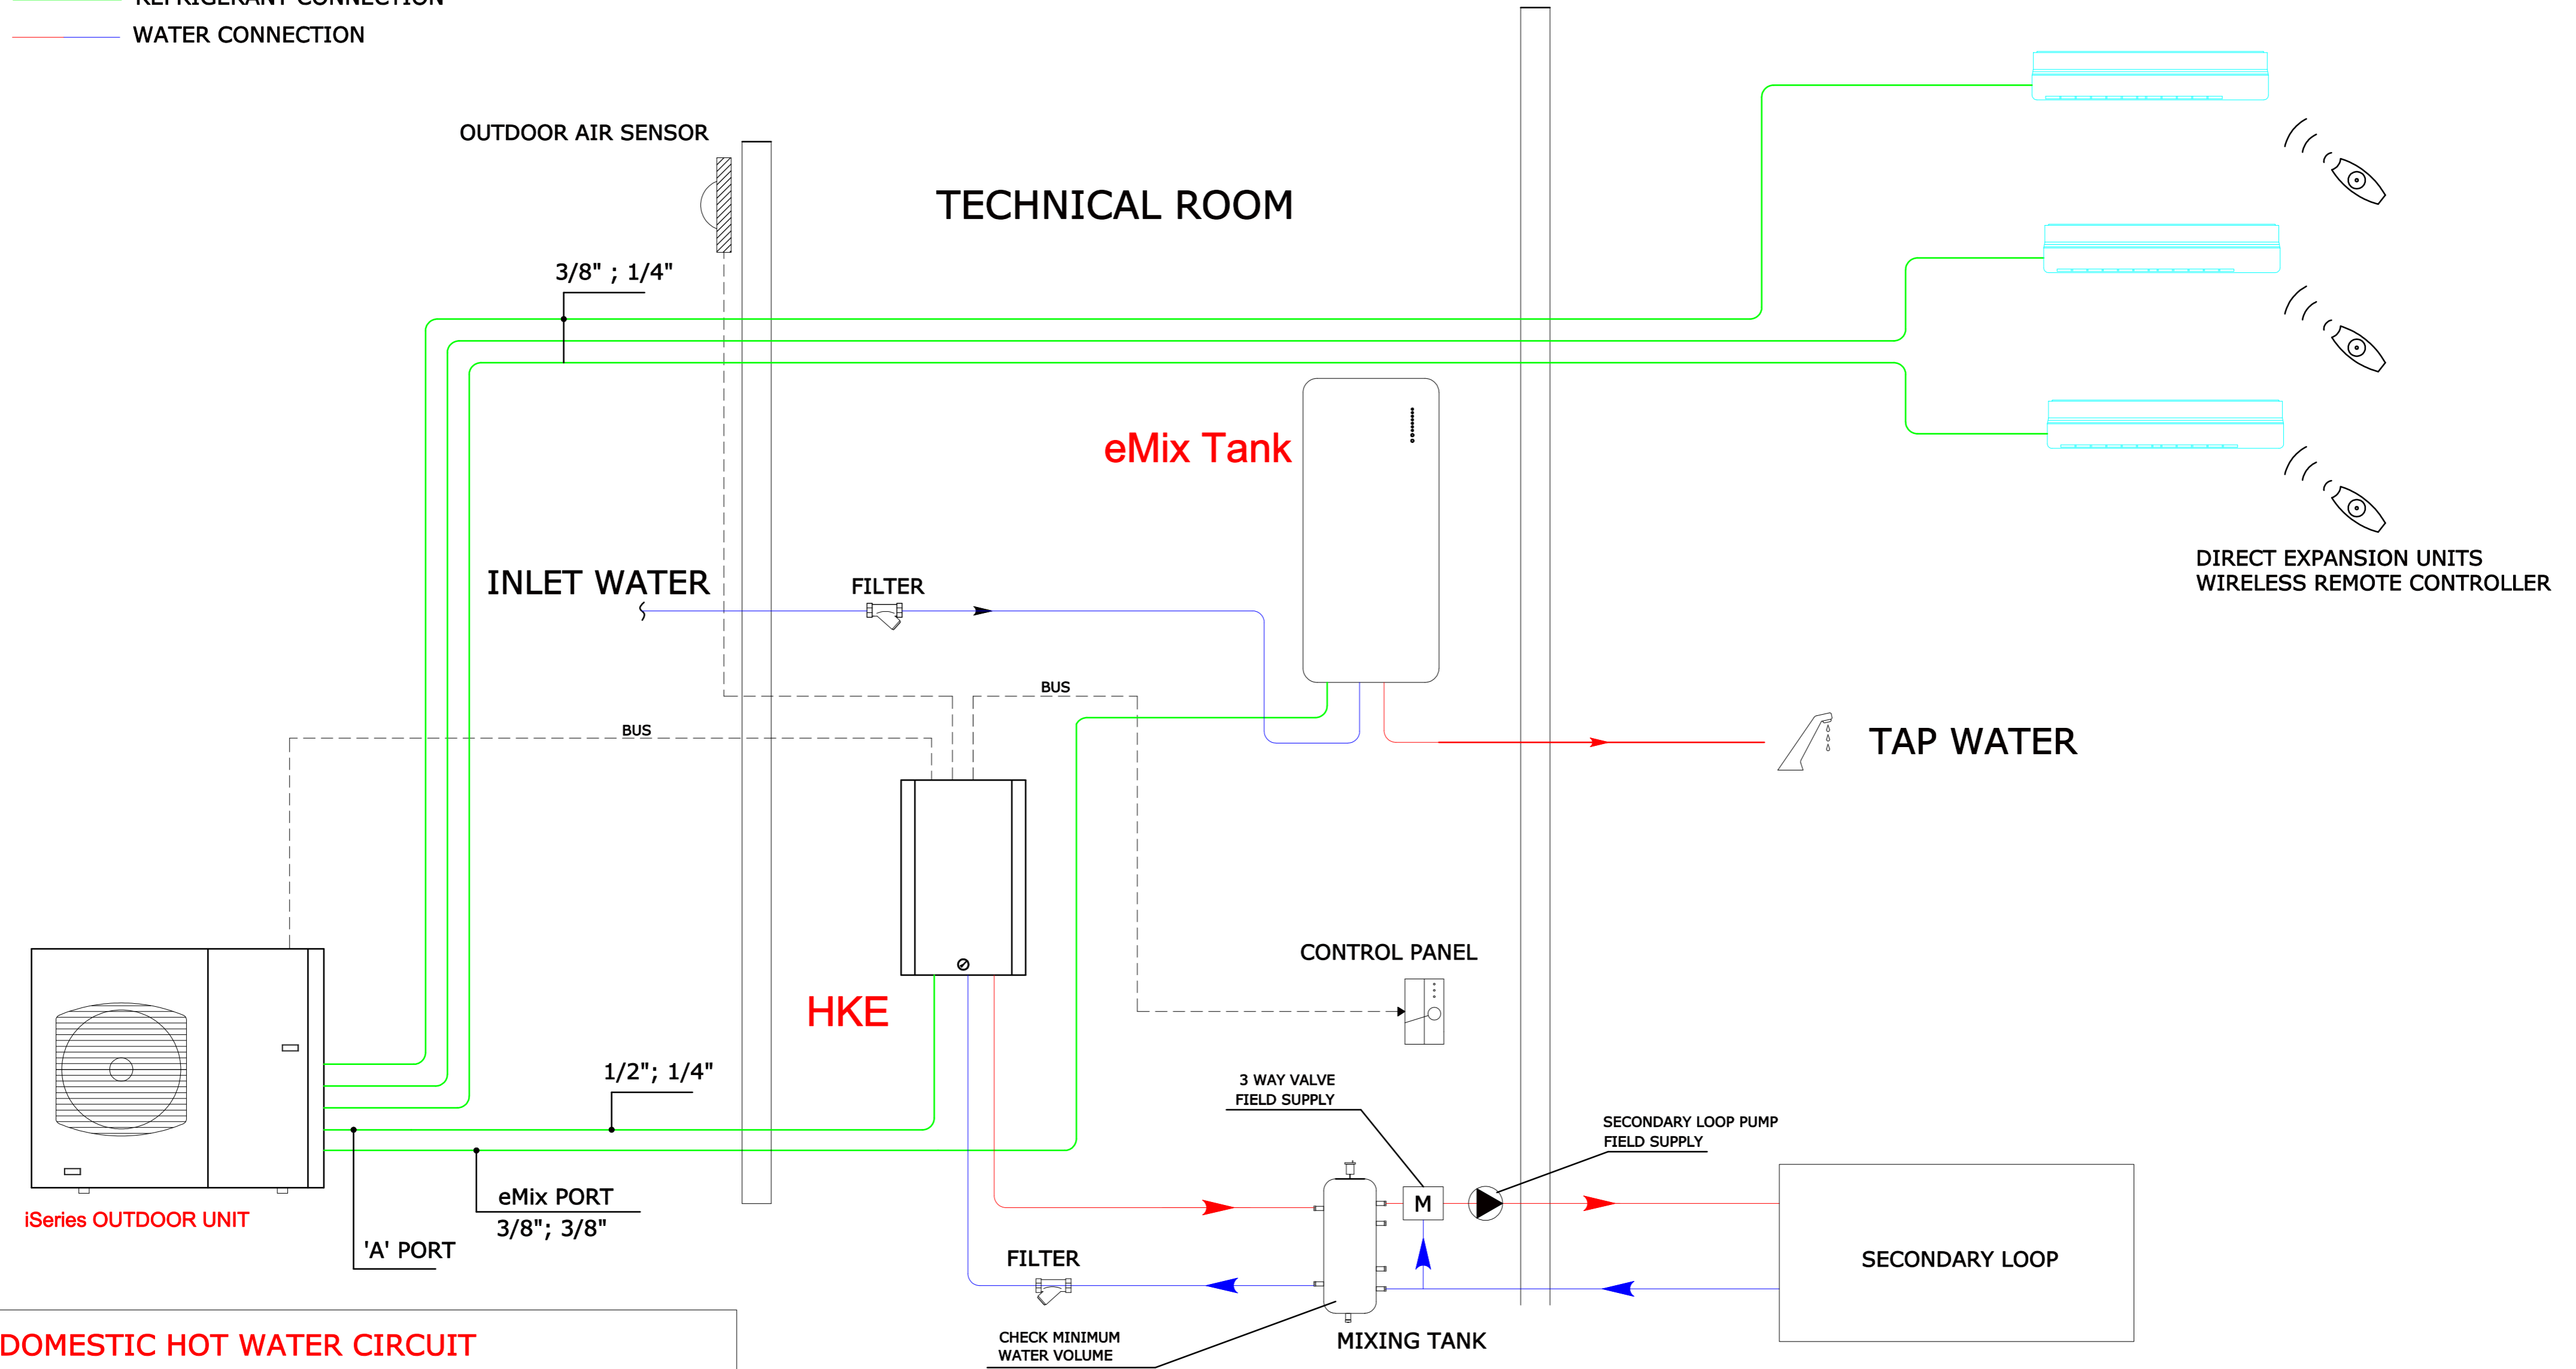 REFRIGERANT CONNECTION
WATER CONNECTION
OUTDOOR AIR SENSOR
TECHNICAL ROOM
3/8" ; 1/4"
eMix Tank
INLET WATER
FILTER
DIRECT EXPANSION UNITS
WIRELESS REMOTE CONTROLLER
BUS
BUS
TAP WATER
CONTROL PANEL
HKE
1/2"; 1/4"
3 WAY VALVE
FIELD SUPPLY
SECONDARY LOOP PUMP
FIELD SUPPLY
eMix PORT
3/8"; 3/8"
M
iSeries OUTDOOR UNIT
'A' PORT
FILTER
SECONDARY LOOP
CHECK MINIMUM
WATER VOLUME
MIXING TANK
DOMESTIC HOT WATER CIRCUIT